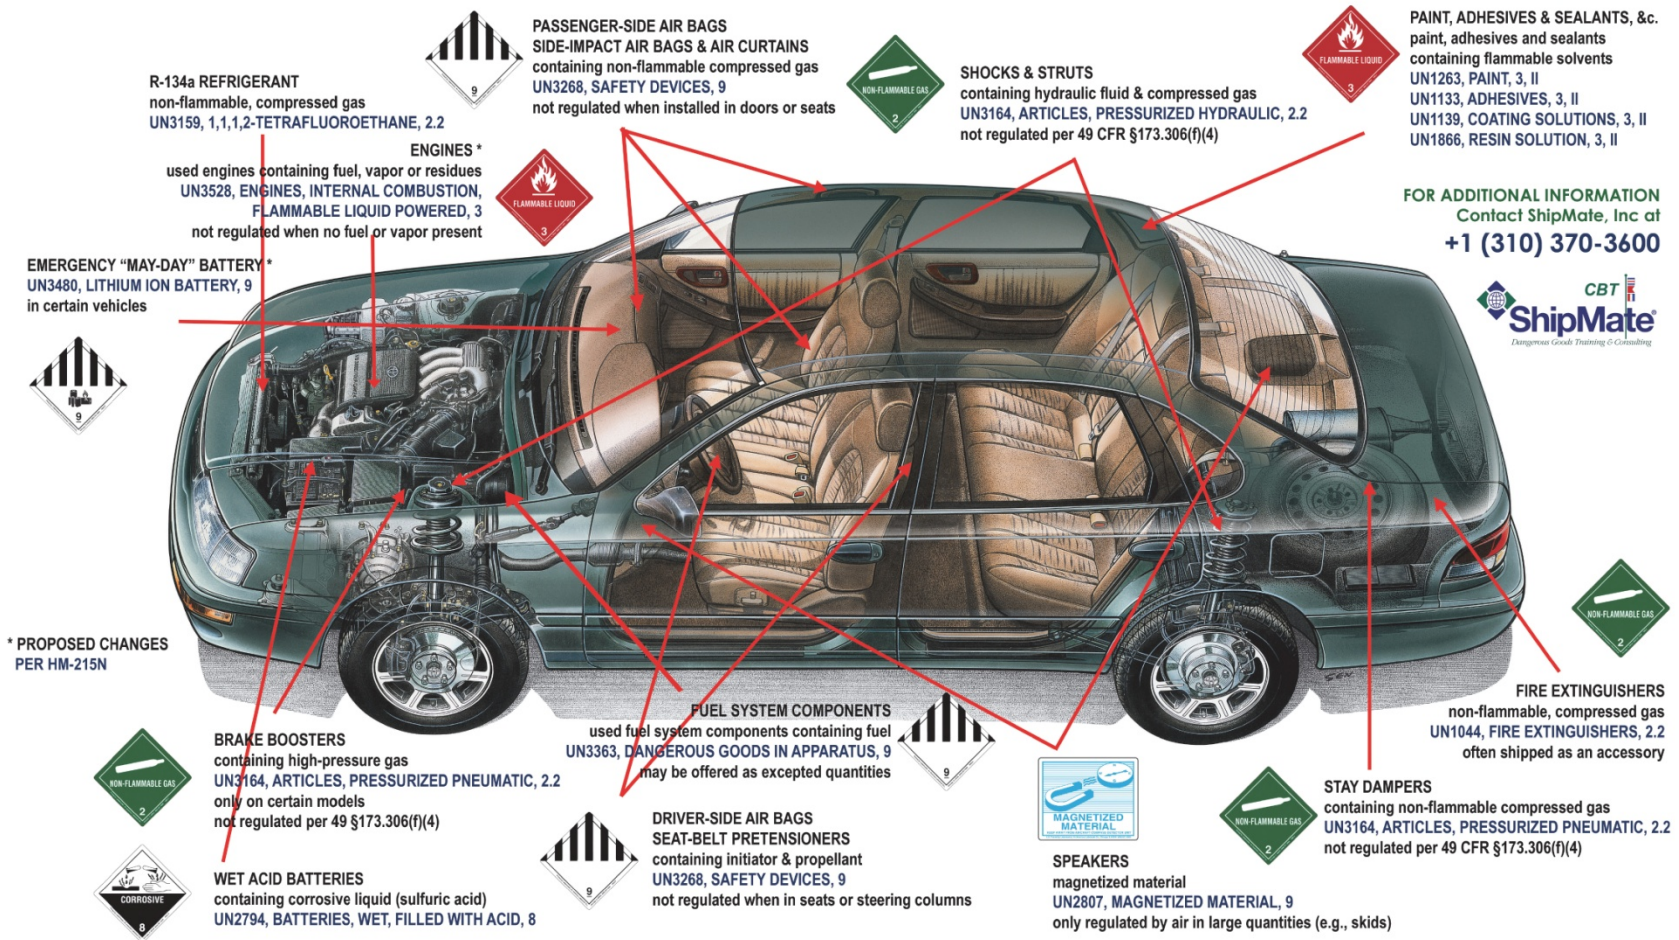 PASSENGER-SIDE AIR BAGS
SIDE-IMPACT AIR BAGS & AIR CURTAINS
containing non-flammable compressed gas
UN3268, SAFETY DEVICES, 9
not regulated when installed in doors or seats
9
NON-FLAMMABLE GAS
2
SHOCKS & STRUTS
containing hydraulic fluid & compressed gas
UN3164, ARTICLES, PRESSURIZED HYDRAULIC, 2.2
not regulated per 49 CFR §173.306(f)(4)
FLAMMABLE LIQUID
3
PAINT, ADHESIVES & SEALANTS, &c.
paint, adhesives and sealants
containing flammable solvents
UN1263, PAINT, 3, II
UN1133, ADHESIVES, 3, II
UN1139, COATING SOLUTIONS, 3, II
UN1866, RESIN SOLUTION, 3, II
R-134a REFRIGERANT
non-flammable, compressed gas
UN3159, 1,1,1,2-TETRAFLUOROETHANE, 2.2
ENGINES *
used engines containing fuel, vapor or residues
UN3528, ENGINES, INTERNAL COMBUSTION,
FLAMMABLE LIQUID POWERED, 3
not regulated when no fuel or vapor present
FLAMMABLE LIQUID
3
FOR ADDITIONAL INFORMATION
Contact ShipMate, Inc at
+1 (310) 370-3600
CBT
ShipMate®
Dangerous Goods Training & Consulting
EMERGENCY “MAY-DAY” BATTERY *
UN3480, LITHIUM ION BATTERY, 9
in certain vehicles
9
* PROPOSED CHANGES
PER HM-215N
NON-FLAMMABLE GAS
2
BRAKE BOOSTERS
containing high-pressure gas
UN3164, ARTICLES, PRESSURIZED PNEUMATIC, 2.2
only on certain models
not regulated per 49 §173.306(f)(4)
CORROSIVE
8
WET ACID BATTERIES
containing corrosive liquid (sulfuric acid)
UN2794, BATTERIES, WET, FILLED WITH ACID, 8
FUEL SYSTEM COMPONENTS
used fuel system components containing fuel
UN3363, DANGEROUS GOODS IN APPARATUS, 9
may be offered as excepted quantities
9
9
DRIVER-SIDE AIR BAGS
SEAT-BELT PRETENSIONERS
containing initiator & propellant
UN3268, SAFETY DEVICES, 9
not regulated when in seats or steering columns
MAGNETIZED
MATERIAL
SPEAKERS
magnetized material
UN2807, MAGNETIZED MATERIAL, 9
only regulated by air in large quantities (e.g., skids)
NON-FLAMMABLE GAS
2
FIRE EXTINGUISHERS
non-flammable, compressed gas
UN1044, FIRE EXTINGUISHERS, 2.2
often shipped as an accessory
NON-FLAMMABLE GAS
2
STAY DAMPERS
containing non-flammable compressed gas
UN3164, ARTICLES, PRESSURIZED PNEUMATIC, 2.2
not regulated per 49 CFR §173.306(f)(4)